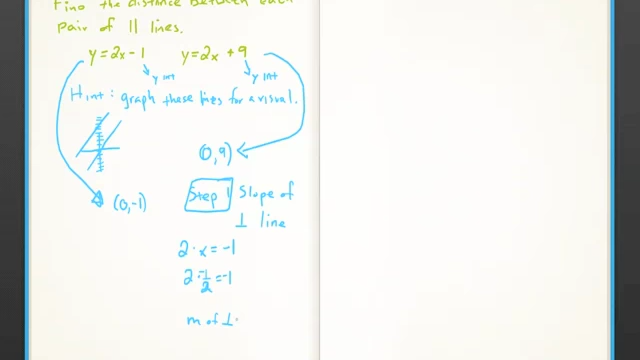 Find the distance between each
pair of || lines.
y = 2x - 1 y = 2x + 9
y int y int
Hint: graph these lines for a visual.
(0, 9)
(0, -1)
Step 1 Slope of
⊥ line
2 · x = -1
2 · -1/2 = -1
m of ⊥